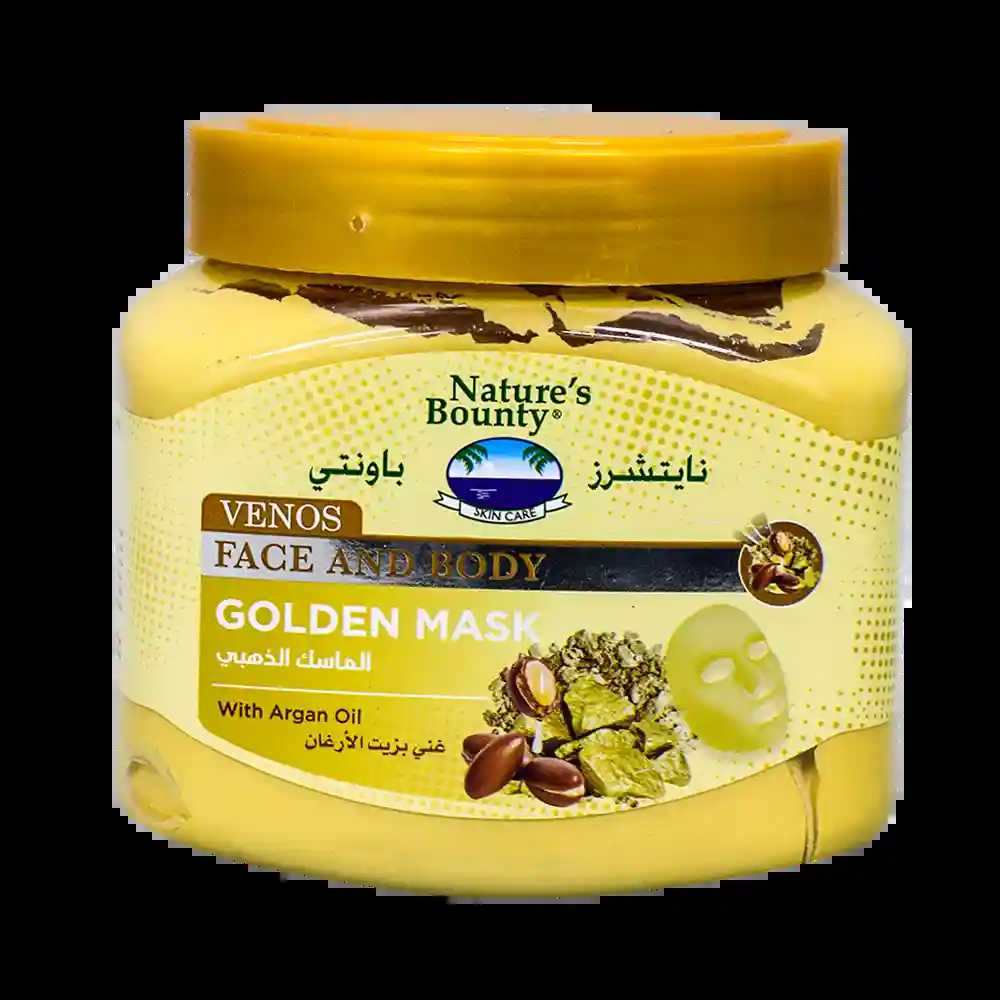 Nature's
Bounty®
نايتشرز باونتي
SKIN CARE
VENOS
FACE AND BODY
GOLDEN MASK
الماسك الذهبي
With Argan Oil
غني بزيت الأرغان